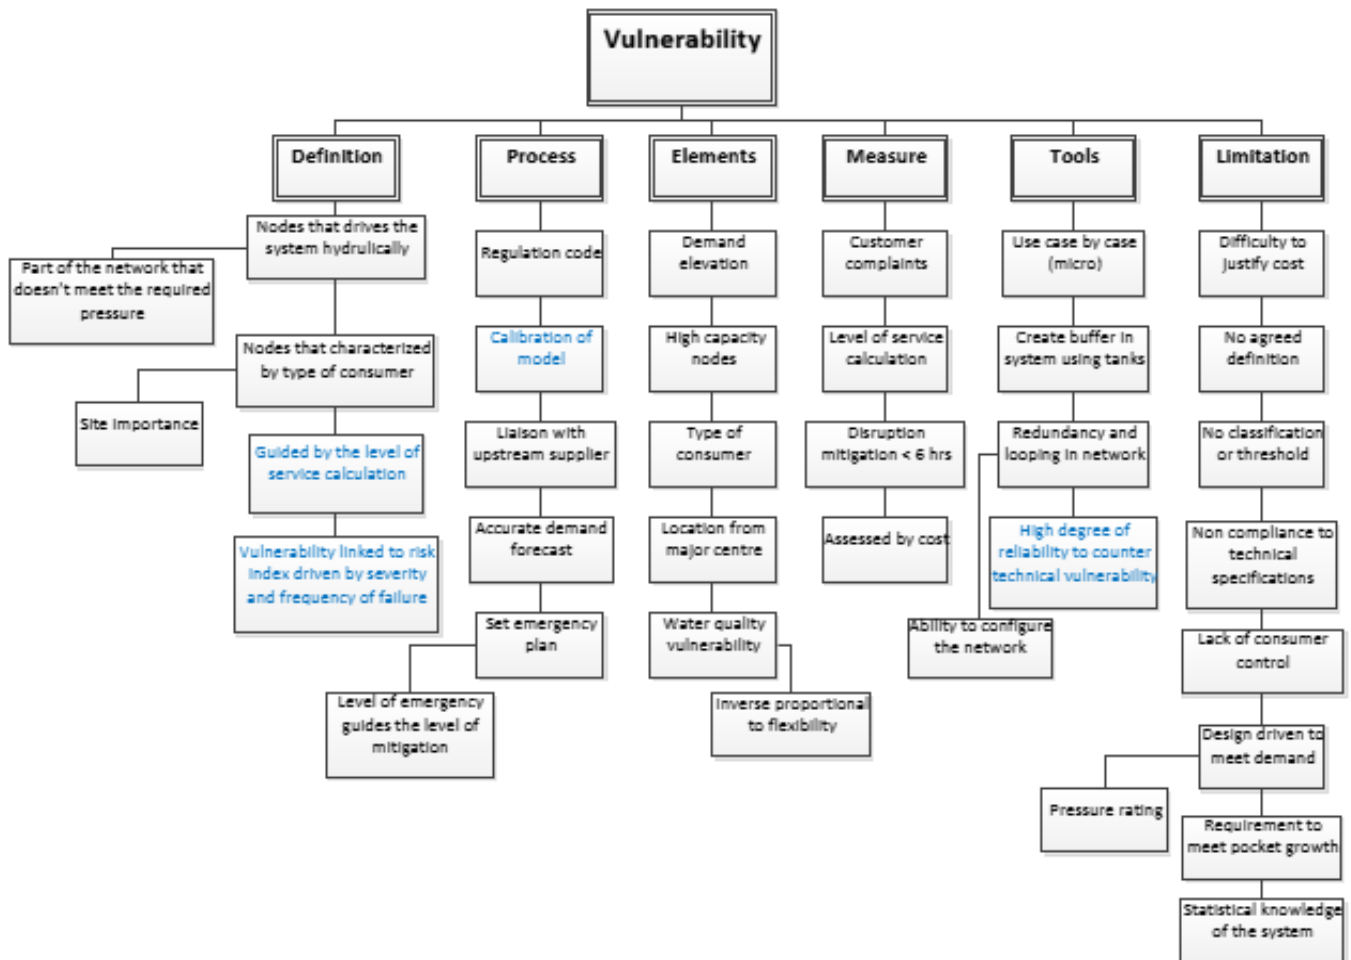 Vulnerability
Definition
Process
Elements
Measure
Tools
Limitation
Nodes that drives the
system hydrulically
Part of the network that
doesn't meet the required
pressure
Nodes that characterized
by type of consumer
Site importance
Guided by the level of
service calculation
Vulnerability linked to risk
index driven by severity
and frequency of failure
Regulation code
Calibration of
model
Liaison with
upstream supplier
Accurate demand
forecast
Set emergency
plan
Level of emergency
guides the level of
mitigation
Demand
elevation
High capacity
nodes
Type of
consumer
Location from
major centre
Water quality
vulnerability
Inverse proportional
to flexibility
Customer
complaints
Level of service
calculation
Disruption
mitigation < 6 hrs
Assessed by cost
Use case by case
(micro)
Create buffer in
system using tanks
Redundancy and
looping in network
High degree of
reliability to counter
technical vulnerability
Ability to configure
the network
Difficulty to
justify cost
No agreed
definition
No classification
or threshold
Non compliance to
technical
specifications
Lack of consumer
control
Design driven to
meet demand
Pressure rating
Requirement to
meet pocket growth
Statistical knowledge
of the system